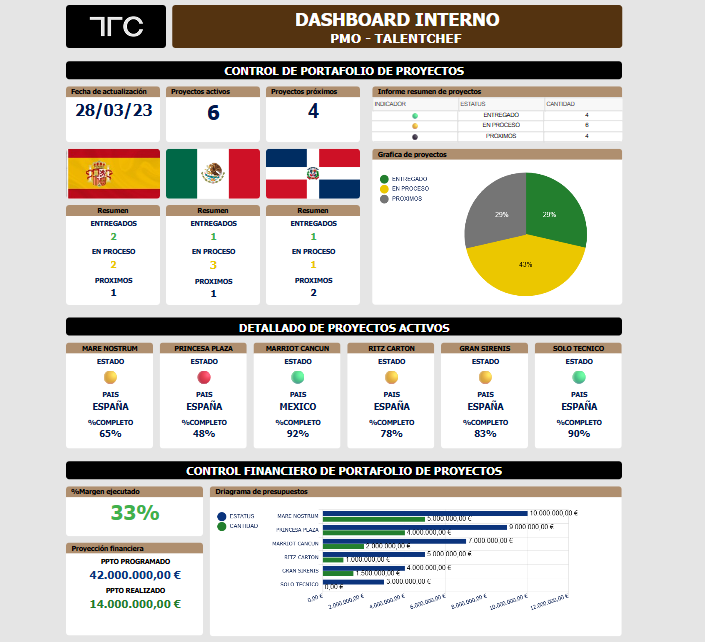 TTC
DASHBOARD INTERNO
PMO - TALENTCHEF
CONTROL DE PORTAFOLIO DE PROYECTOS
Fecha de actualización
28/03/23
Proyectos activos
6
Proyectos próximos
4
Informe resumen de proyectos
INDICADOR ESTATUS CANTIDAD
ENTREGADO 4
EN PROCESO 6
PROXIMOS 4
Resumen
ENTREGADOS
2
EN PROCESO
2
PROXIMOS
1
Resumen
ENTREGADOS
1
EN PROCESO
3
PROXIMOS
1
Resumen
ENTREGADOS
1
EN PROCESO
1
PROXIMOS
2
Grafica de proyectos
ENTREGADO
EN PROCESO
PROXIMOS
29%
29%
43%
DETALLADO DE PROYECTOS ACTIVOS
MARE NOSTRUM
ESTADO
PAIS
ESPAÑA
%COMPLETO
65%
PRINCESA PLAZA
ESTADO
PAIS
ESPAÑA
%COMPLETO
48%
MARRIOT CANCUN
ESTADO
PAIS
MEXICO
%COMPLETO
92%
RITZ CARTON
ESTADO
PAIS
ESPAÑA
%COMPLETO
78%
GRAN SIRENIS
ESTADO
PAIS
ESPAÑA
%COMPLETO
83%
SOLO TECNICO
ESTADO
PAIS
ESPAÑA
%COMPLETO
90%
CONTROL FINANCIERO DE PORTAFOLIO DE PROYECTOS
%Margen ejecutado
33%
Proyección financiera
PPTO PROGRAMADO
42.000.000,00 €
PPTO REALIZADO
14.000.000,00 €
Driagrama de presupuestos
ESTATUS
CANTIDAD
MARE NOSTRUM 10.000.000,00 €
5.000.000,00 €
PRINCESA PLAZA 9.000.000,00 €
4.000.000,00 €
MARRIOT CANCUN 7.000.000,00 €
2.000.000,00 €
RITZ CARTON 5.000.000,00 €
1.000.000,00 €
GRAN SIRENIS 4.000.000,00 €
1.500.000,00 €
SOLO TECNICO 3.000.000,00 €
0,00 €
0,00 € 2.000.000,00 € 4.000.000,00 € 6.000.000,00 € 8.000.000,00 € 10.000.000,00 € 12.000.000,00 €